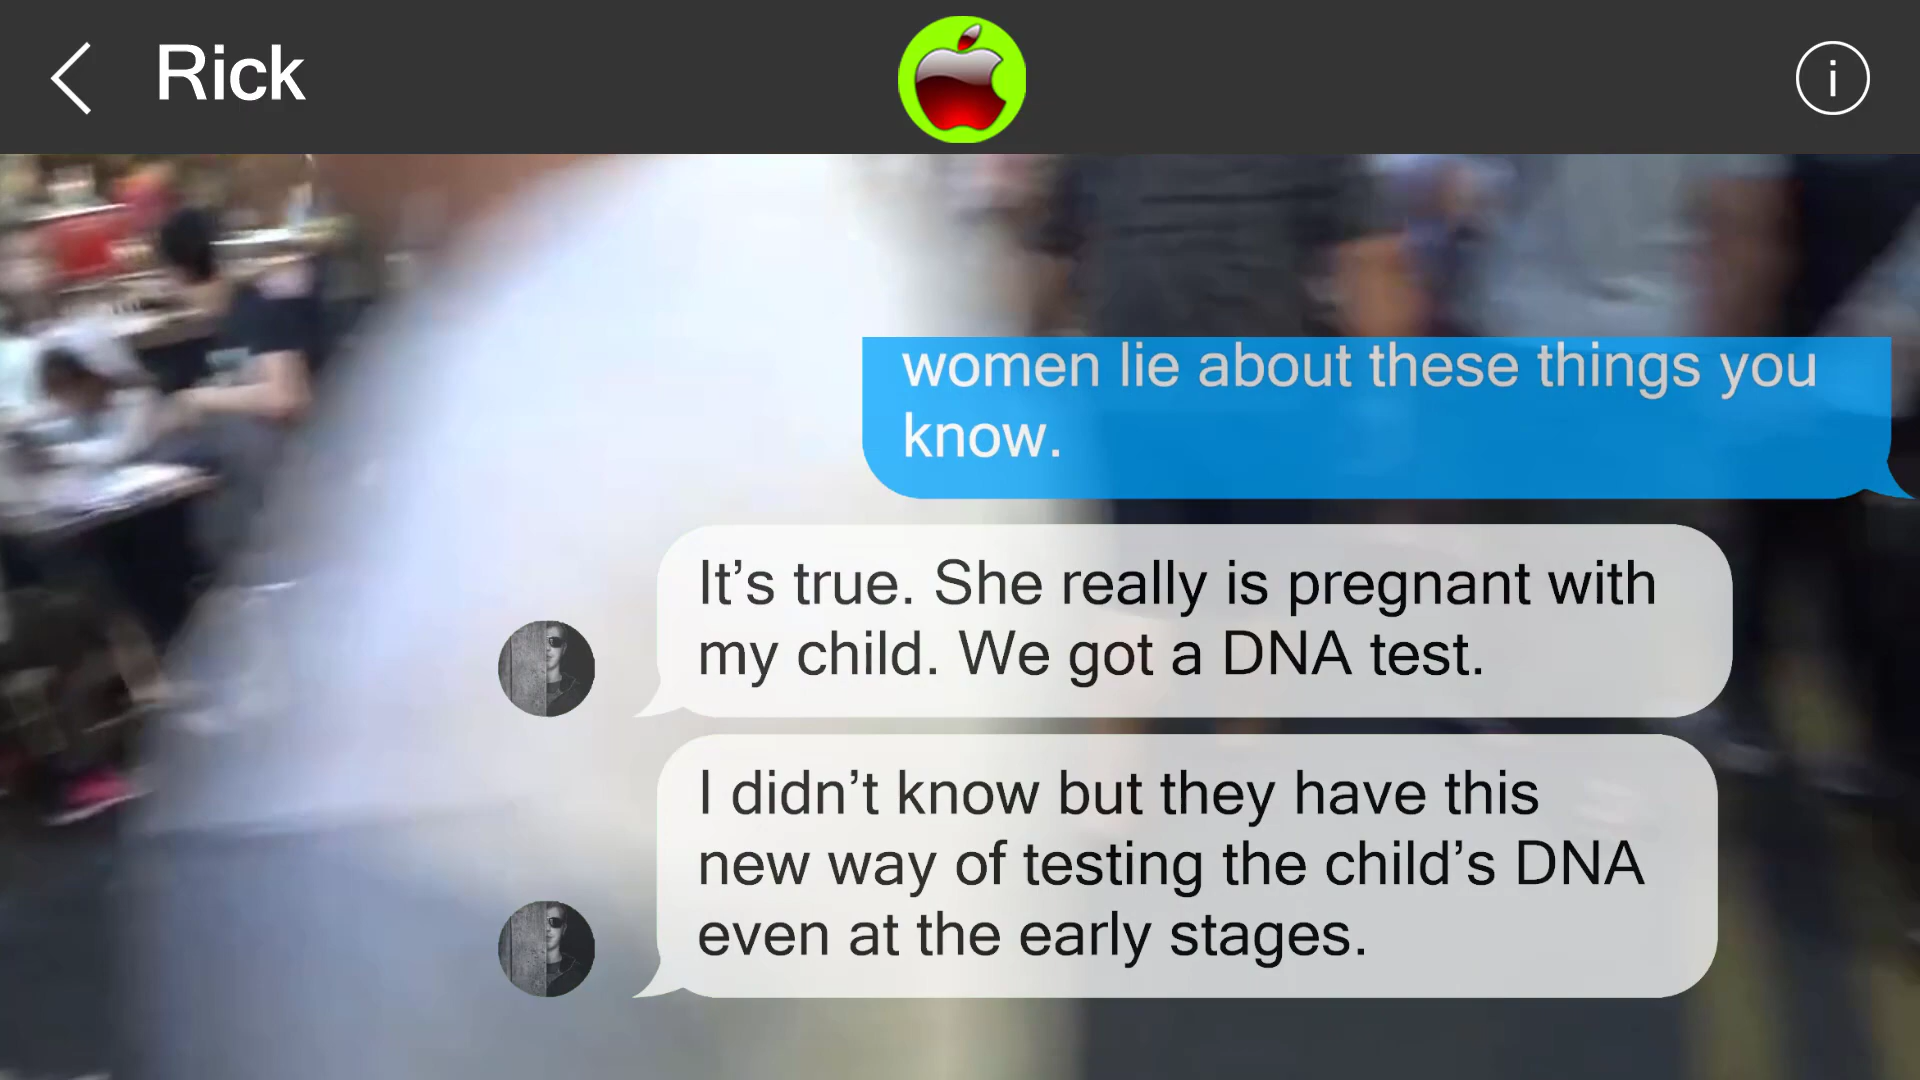 Rick
i
women lie about these things you
know.
It’s true. She really is pregnant with
my child. We got a DNA test.
I didn’t know but they have this
new way of testing the child’s DNA
even at the early stages.